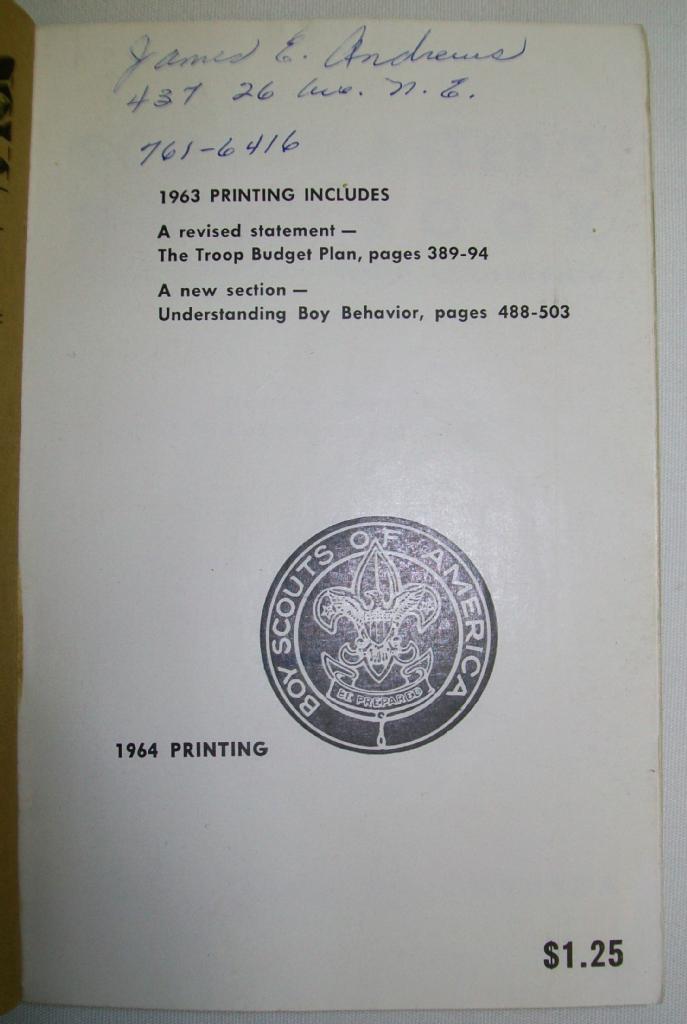 James E. Andrews
437 26 Ave. N.E.
761-6416
1963 PRINTING INCLUDES
A revised statement —
The Troop Budget Plan, pages 389-94
A new section —
Understanding Boy Behavior, pages 488-503
BOY SCOUTS OF AMERICA
BE PREPARED
1964 PRINTING
$1.25